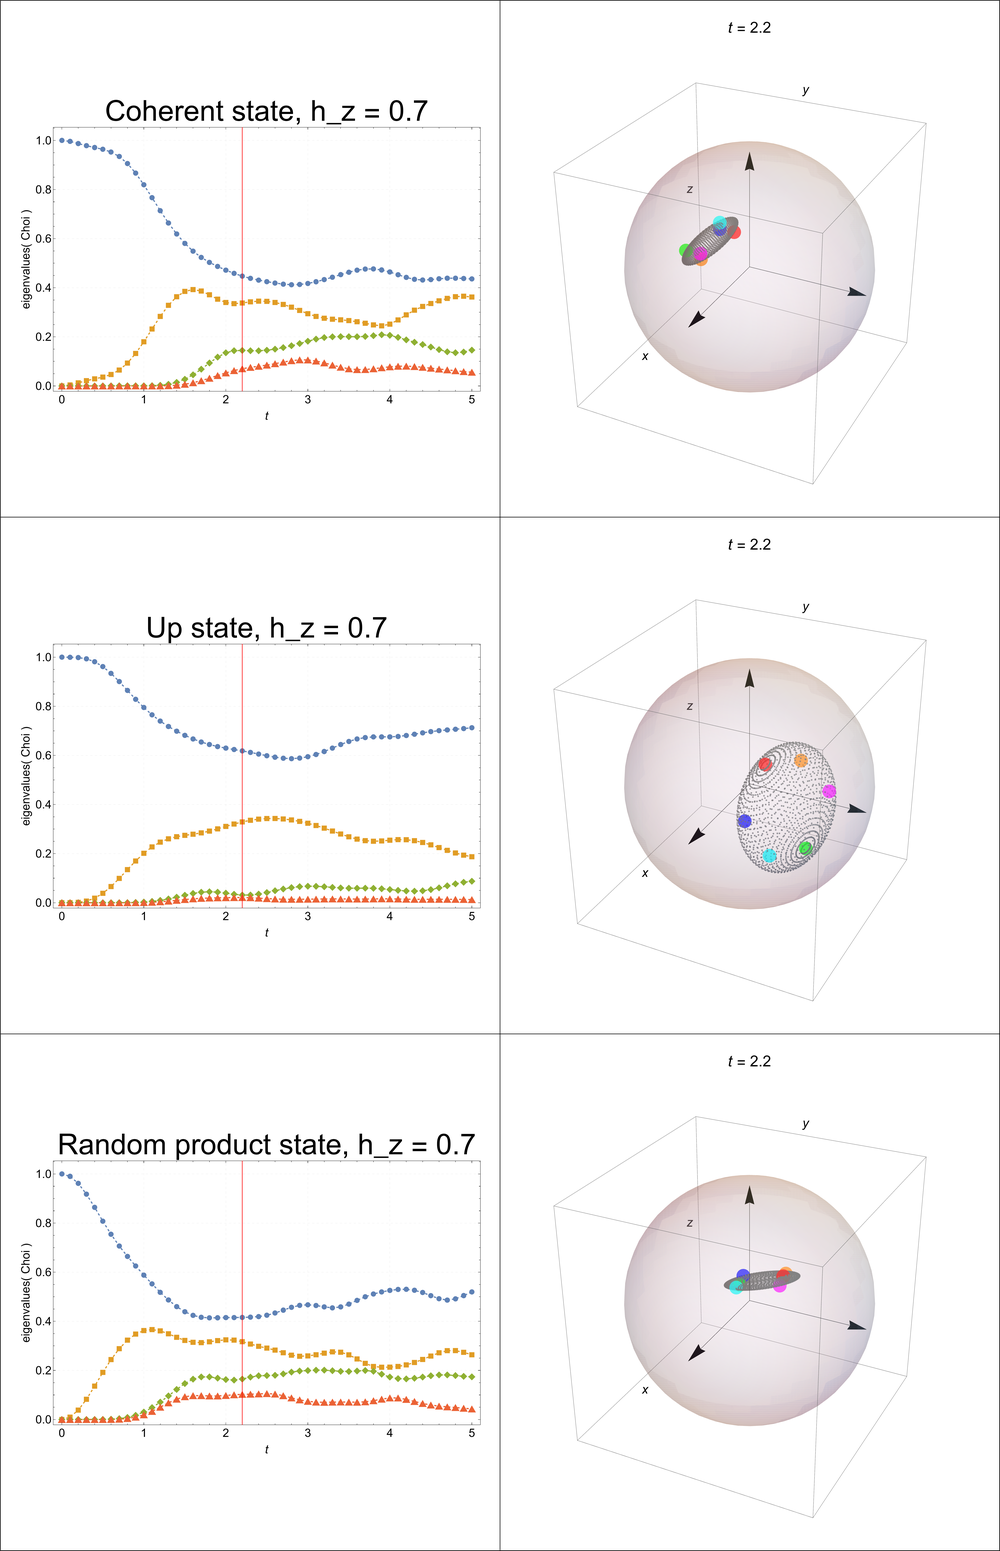 t = 2.2
Coherent state, h_z = 0.7
1.0
0.8
0.6
0.4
0.2
0.0
eigenvalues( Choi )
0 1 2 3 4 5
t
y
z
x
t = 2.2
Up state, h_z = 0.7
1.0
0.8
0.6
0.4
0.2
0.0
eigenvalues( Choi )
0 1 2 3 4 5
t
y
z
x
t = 2.2
Random product state, h_z = 0.7
1.0
0.8
0.6
0.4
0.2
0.0
eigenvalues( Choi )
0 1 2 3 4 5
t
y
z
x